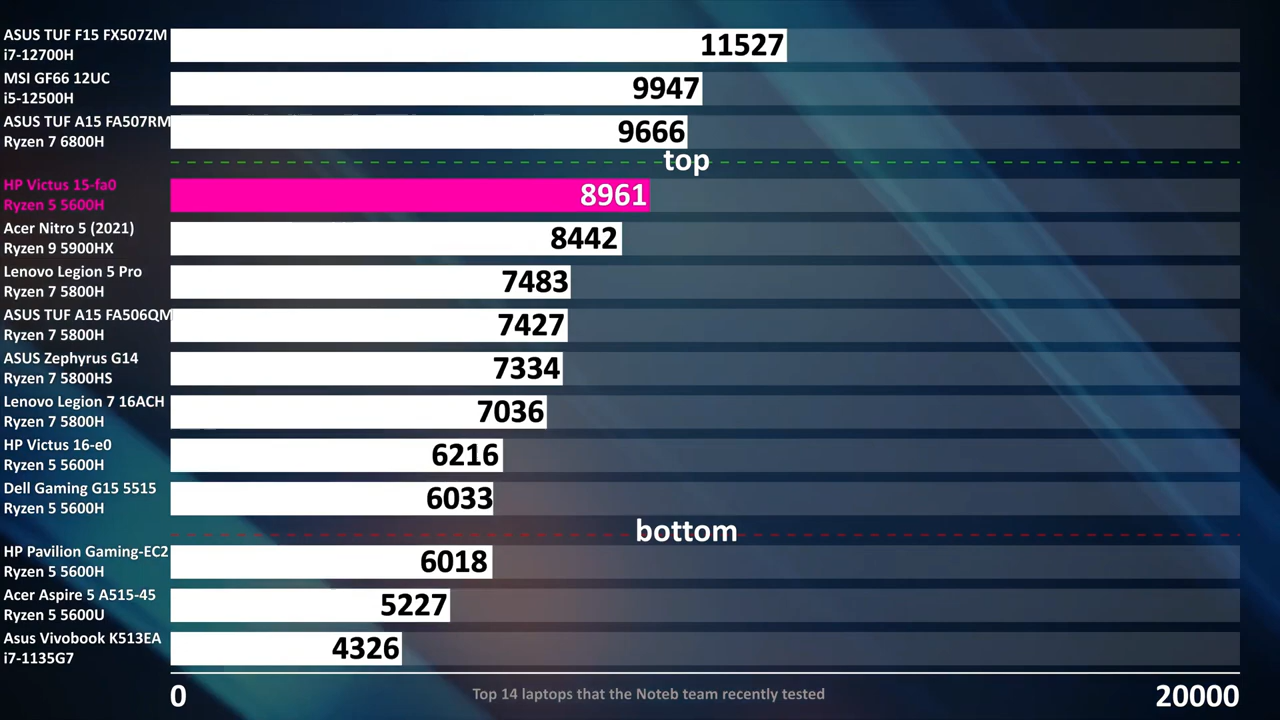 ASUS TUF F15 FX507ZM
i7-12700H
11527
MSI GF66 12UC
i5-12500H
9947
ASUS TUF A15 FA507RM
Ryzen 7 6800H
9666
top
HP Victus 15-fa0
Ryzen 5 5600H
8961
Acer Nitro 5 (2021)
Ryzen 9 5900HX
8442
Lenovo Legion 5 Pro
Ryzen 7 5800H
7483
ASUS TUF A15 FA506QM
Ryzen 7 5800H
7427
ASUS Zephyrus G14
Ryzen 7 5800HS
7334
Lenovo Legion 7 16ACH
Ryzen 7 5800H
7036
HP Victus 16-e0
Ryzen 5 5600H
6216
Dell Gaming G15 5515
Ryzen 5 5600H
6033
bottom
HP Pavilion Gaming-EC2
Ryzen 5 5600H
6018
Acer Aspire 5 A515-45
Ryzen 5 5600U
5227
Asus Vivobook K513EA
i7-1135G7
4326
0
Top 14 laptops that the Noteb team recently tested
20000